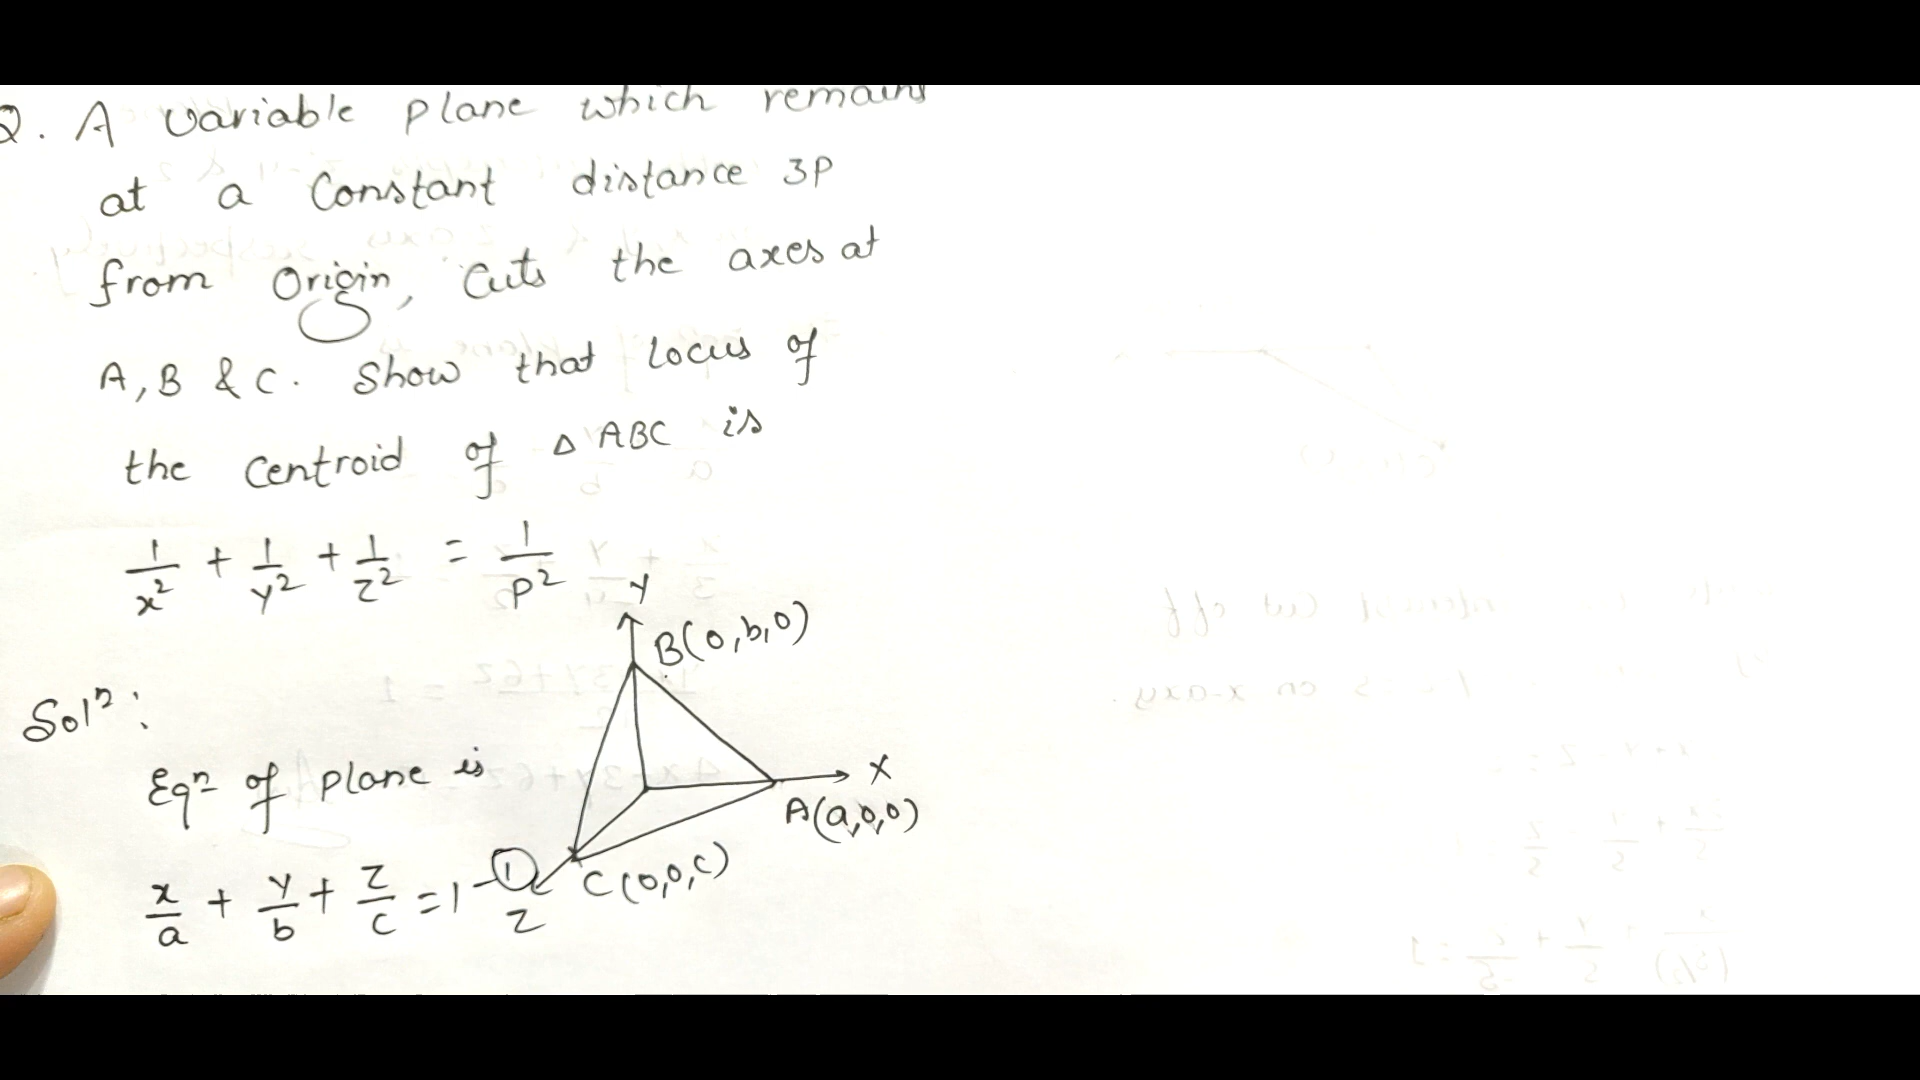 Q. A variable plane which remains
at a Constant distance 3P
from Origin, Cuts the axes at
A, B & C. Show that locus of
the Centroid of △ ABC is
1/x² + 1/y² + 1/z² = 1/P²
Y
B(0,b,0)
Solⁿ:
Eqⁿ of plane is
X
A(a,0,0)
x/a + y/b + z/c = 1 - ①
C(0,0,c)
Z